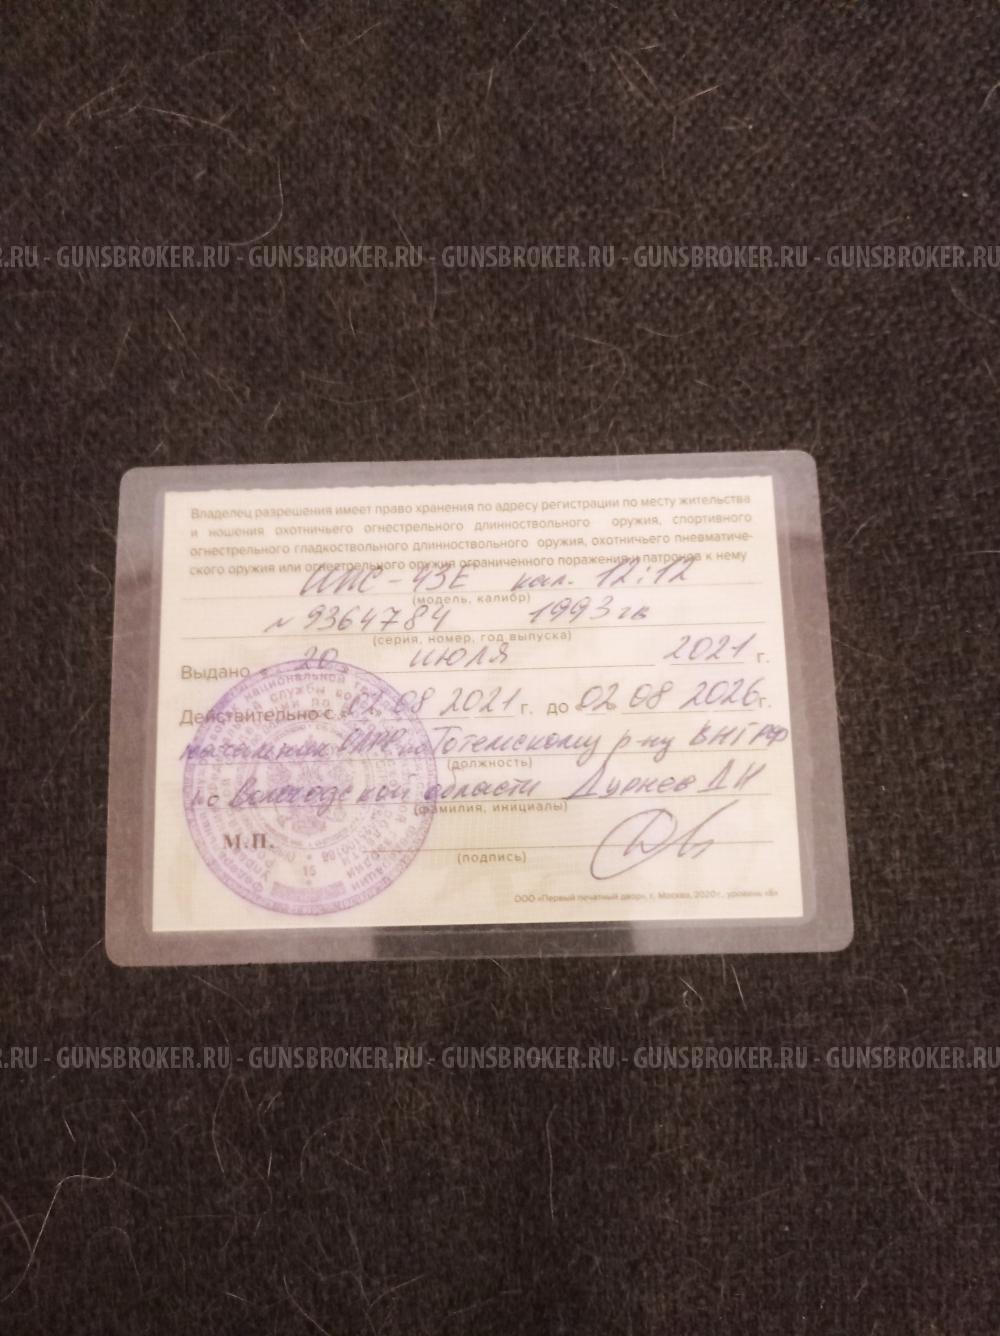 .RU - GUNSBROKER.RU - GUNSBROKER.RU - GUNSBROKER.RU - GUNSBROKER.RU - GUNSBROKER.RU
Владелец разрешения имеет право хранения по адресу регистрации по месту жительства
и ношения охотничьего огнестрельного длинноствольного оружия, спортивного
огнестрельного гладкоствольного длинноствольного оружия, охотничьего пневматиче-
ского оружия или огнестрельного оружия ограниченного поражения и патронов к нему
ИЖ-43Е кал. 12:12
(модель, калибр)
№ 9364784 1993 гв
(серия, номер, год выпуска)
Выдано « 20 » июля 2021 г.
Действительно с «02» 08 2021 г. до «02» 08 2026 г.
начальник по Тотемскому р-ну ВНГ РФ
(должность)
по Вологодской области Дурнев ДН
(фамилия, инициалы)
М.П.
(подпись)
ООО «Первый печатный двор», г. Москва, 2020 г., уровень «Б»
.RU - GUNSBROKER.RU - GUNSBROKER.RU - GUNSBROKER.RU - GUNSBROKER.RU - GUNSBROKER.RU